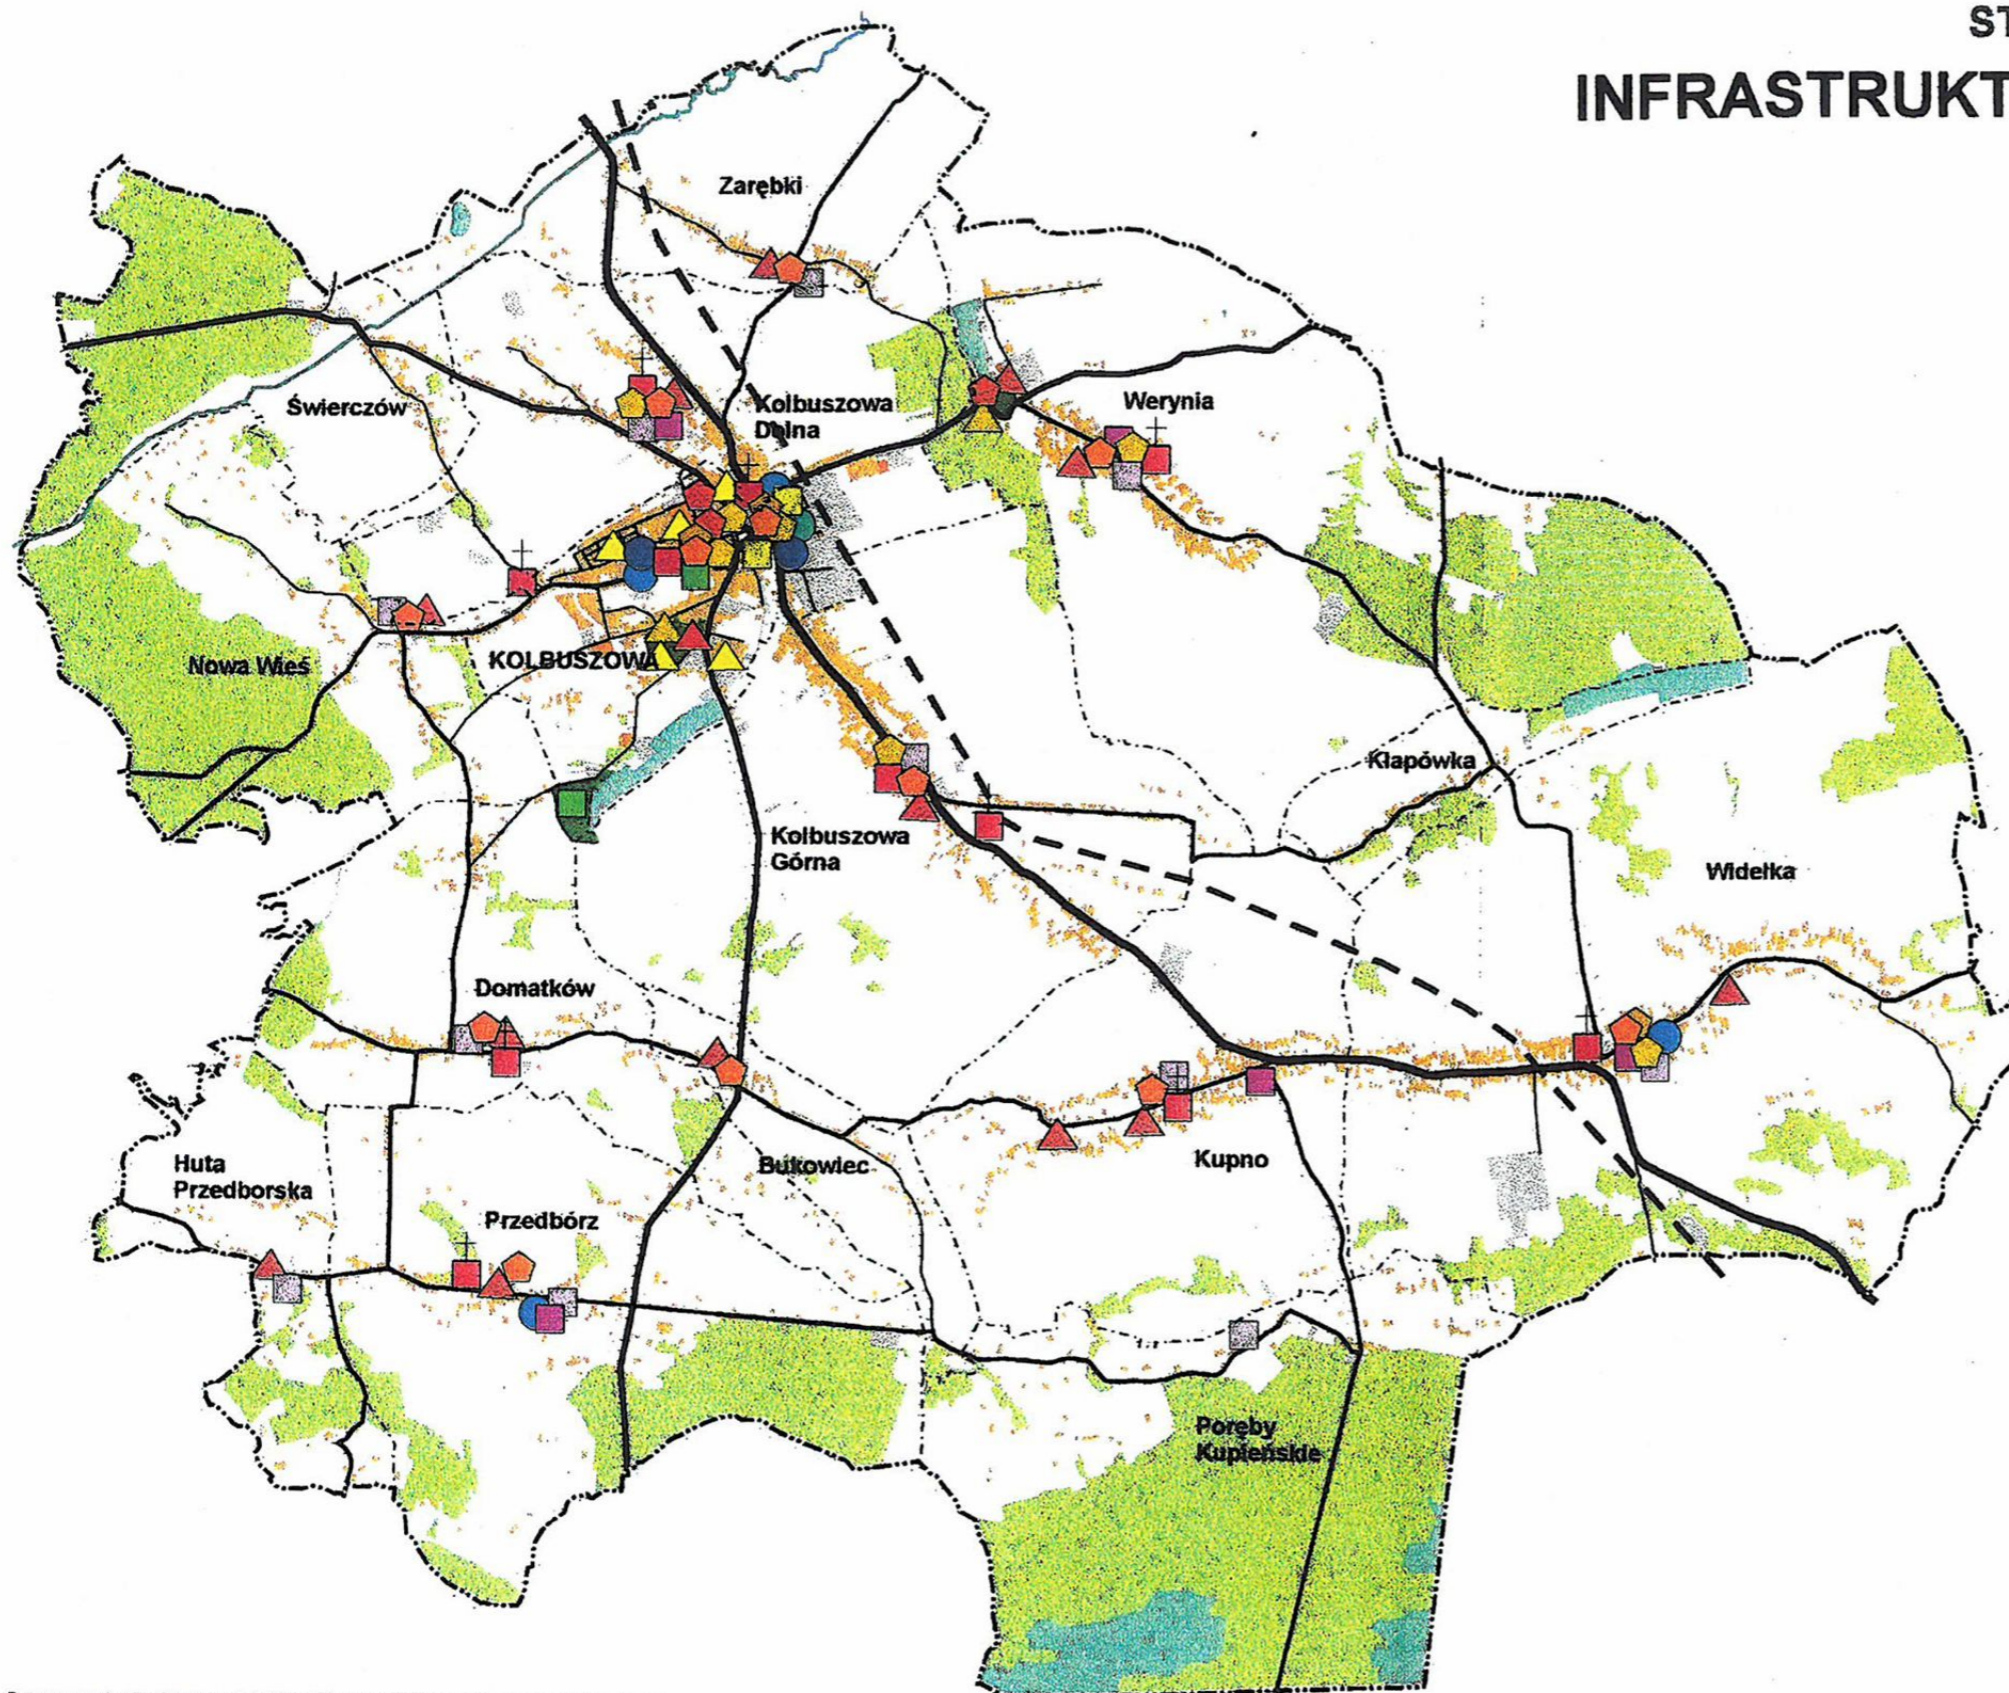 ST
INFRASTRUKT
Zarębki
Świerczów
Kolbuszowa
Dolna
Werynia
Nowa Wieś
KOLBUSZOWA
Kłapówka
Kolbuszowa
Górna
Widełka
Domatków
Huta
Przedborska
Bukowiec
Kupno
Przedbórz
Poręby
Kupieńskie